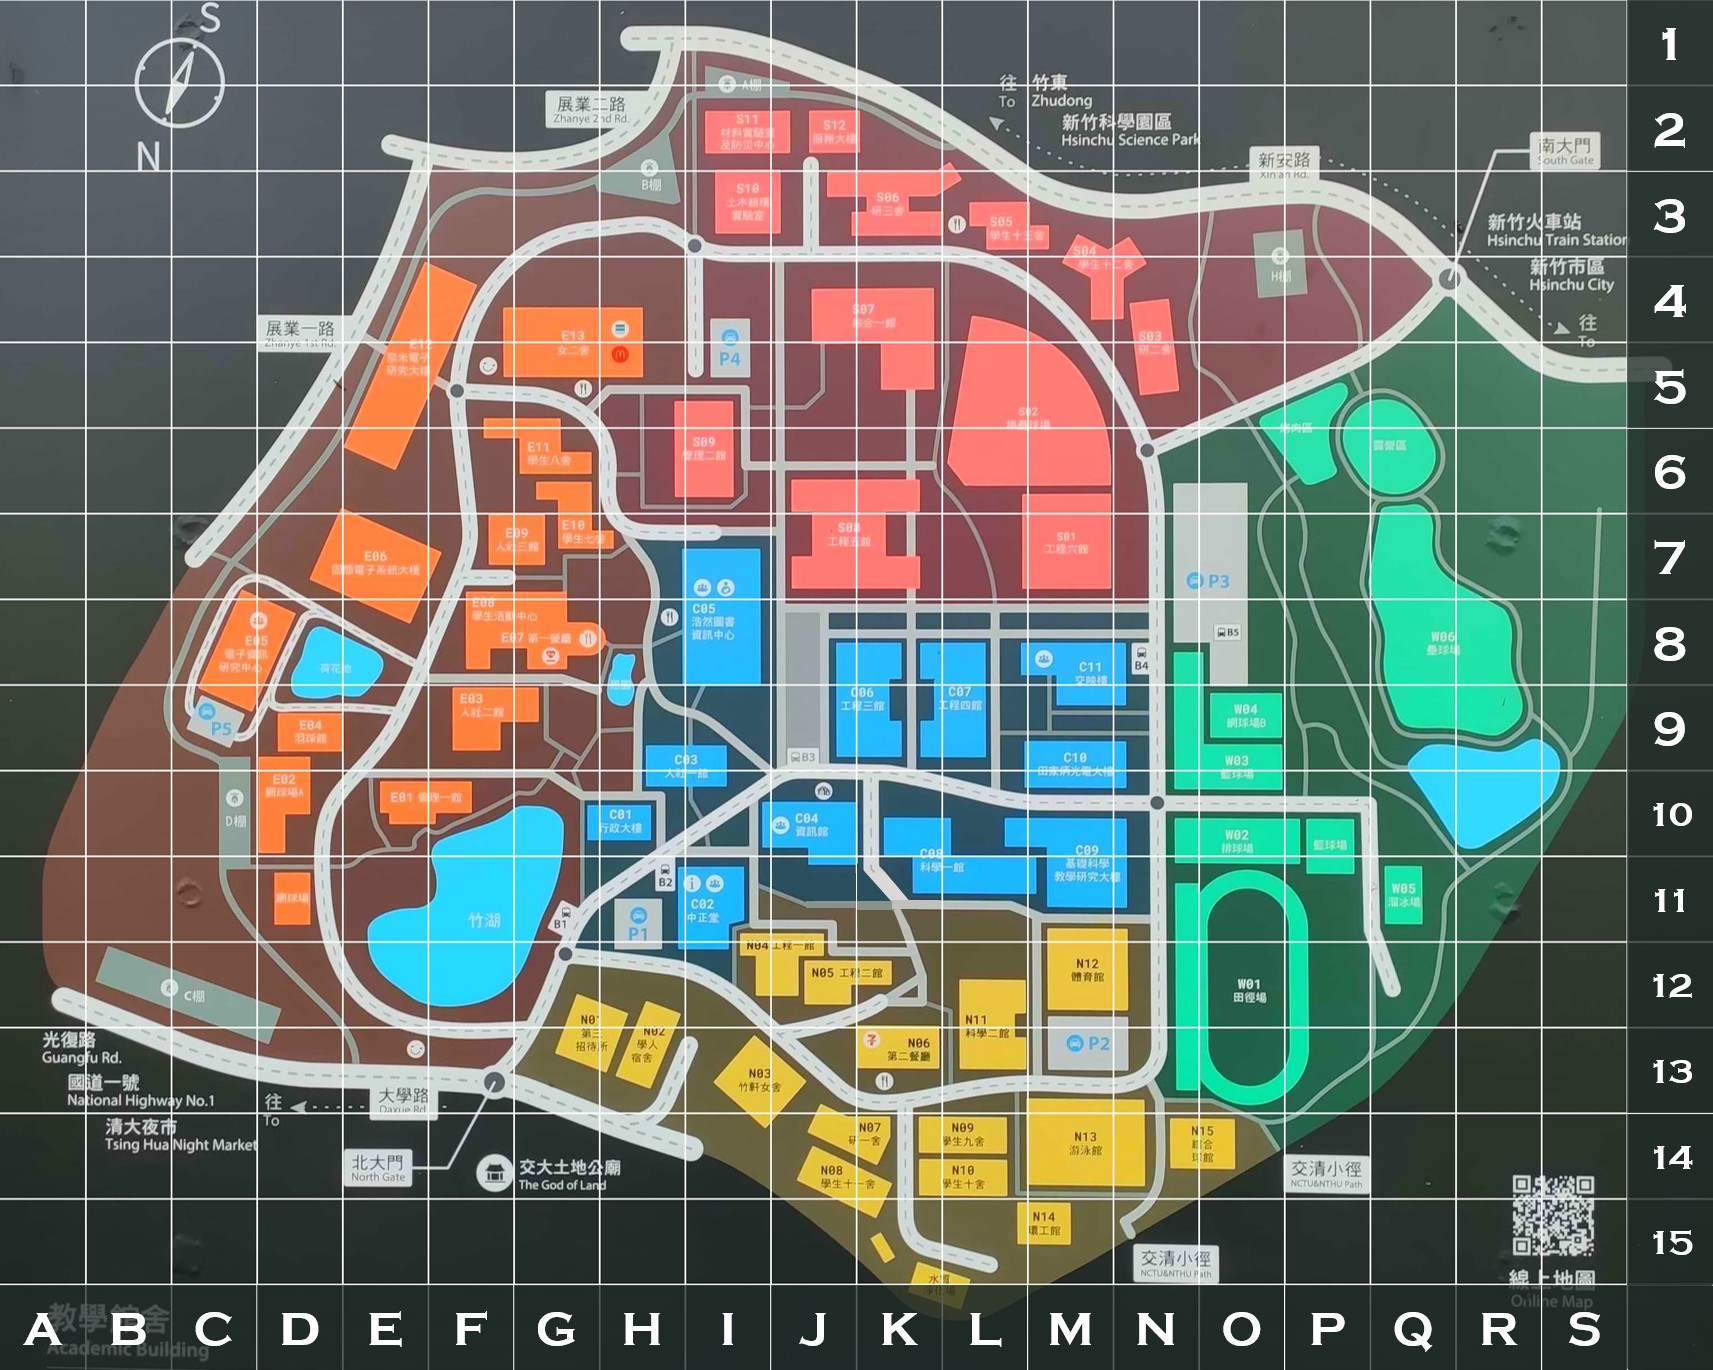 S
N
A棚
往
To
竹東
Zhudong
展業二路
Zhanye 2nd Rd.
新竹科學園區
Hsinchu Science Park
S11
材料實驗室
及防災中心
S12
服務大樓
南大門
South Gate
新安路
Xin'an Rd.
B棚
S10
土木結構
實驗室
S06
研三舍
S05
學生十三舍
新竹火車站
Hsinchu Train Station
新竹市區
Hsinchu City
往
To
S04
學生十二舍
H棚
展業一路
Zhanye 1st Rd.
E12
奈米電子
研究大樓
E13
女二舍
P4
S07
綜合一館
S03
研二舍
S02
S09
管理二館
烤肉區
露營區
E11
學生八舍
E10
學生七舍
E09
人社三館
E06
固態電子系統大樓
S08
工程五館
S01
工程六館
P3
E08
學生活動中心
E07 第一餐廳
C05
浩然圖書
資訊中心
B5
W06
壘球場
E05
電子資訊
研究中心
荷花池
C06
工程三館
C07
工程四館
C11
交映樓
B4
P5
E04
羽球館
E03
人社二館
W04
網球場B
C03
人社一館
B3
C10
田家炳光電大樓
W03
籃球場
E02
網球場A
E01 管理一館
D棚
C01
行政大樓
C04
資訊館
C08
科學一館
C09
基礎科學
教學研究大樓
W02
排球場
籃球場
網球場
竹湖
B1
B2
P1
C02
中正堂
W05
溜冰場
N04 工程一館
N05 工程二館
N12
體育館
W01
田徑場
C棚
N01
第三
招待所
N02
學人
宿舍
N11
科學二館
P2
光復路
Guangfu Rd.
國道一號
National Highway No.1
清大夜市
Tsing Hua Night Market
往
To
大學路
Daxue Rd.
N03
竹軒女舍
N06
第二餐廳
N07
研一舍
N08
學生十一舍
N09
學生九舍
N10
學生十舍
N13
游泳館
N15
綜合
球館
北大門
North Gate
交大土地公廟
The God of Land
交清小徑
NCTU&NTHU Path
N14
環工館
交清小徑
NCTU&NTHU Path
線上地圖
Online Map
教學館舍
Academic Building
1
2
3
4
5
6
7
8
9
10
11
12
13
14
15
A B C D E F G H I J K L M N O P Q R S